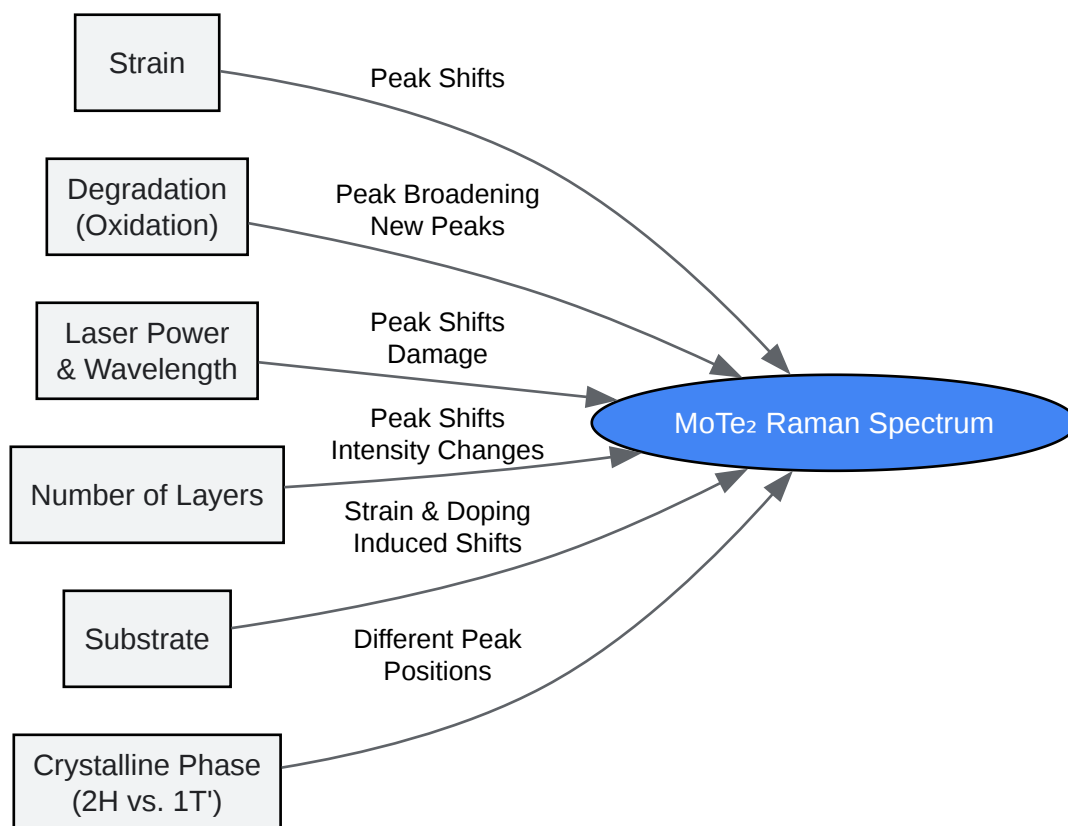 Strain
Peak Shifts
Degradation
(Oxidation)
Peak Broadening
New Peaks
Laser Power
& Wavelength
Peak Shifts
Damage
MoTe₂ Raman Spectrum
Number of Layers
Peak Shifts
Intensity Changes
Substrate
Strain & Doping
Induced Shifts
Crystalline Phase
(2H vs. 1T')
Different Peak
Positions